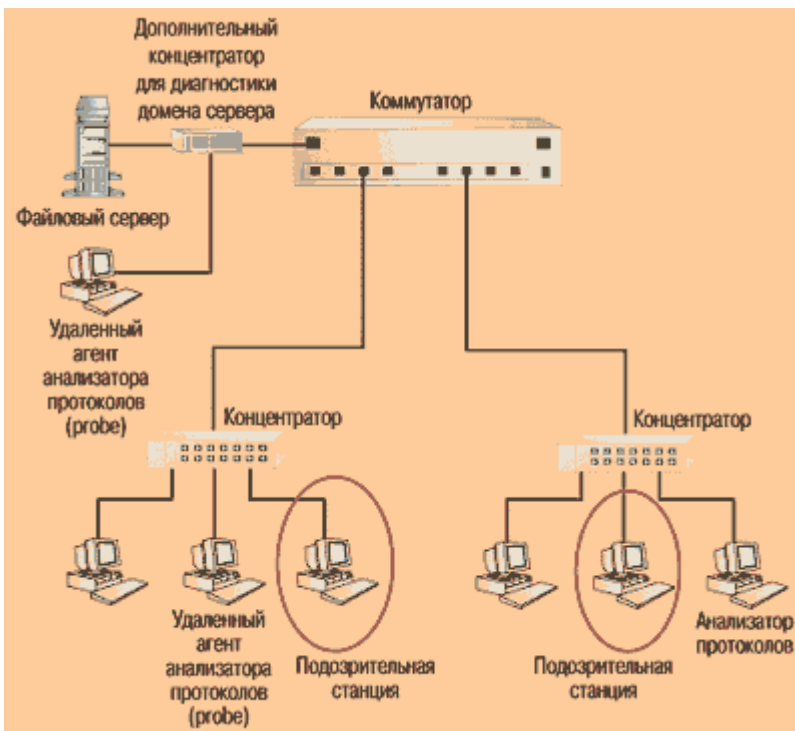 Дополнительный
концентратор
для диагностики
домена сервера
Коммутатор
Файловый сервер
Удаленный
агент
анализатора
протоколов
(probe)
Концентратор
Концентратор
Удаленный
агент
анализатора
протоколов
(probe)
Подозрительная
станция
Подозрительная
станция
Анализатор
протоколов